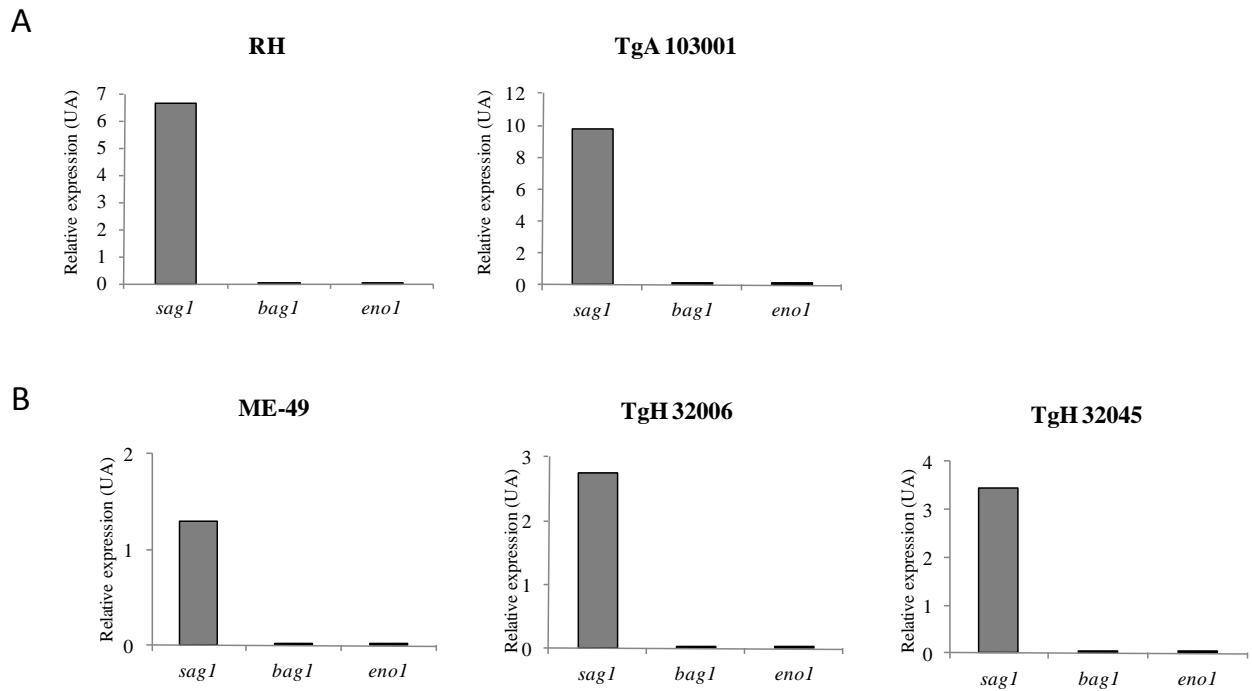 A
RH
Relative expression (UA)
7
6
5
4
3
2
1
0
sag1 bag1 eno1
TgA 103001
Relative expression (UA)
12
10
8
6
4
2
0
sag1 bag1 eno1
B
ME-49
Relative expression (UA)
2
1
0
sag1 bag1 eno1
TgH 32006
Relative expression (UA)
3
2
1
0
sag1 bag1 eno1
TgH 32045
Relative expression (UA)
4
3
2
1
0
sag1 bag1 eno1